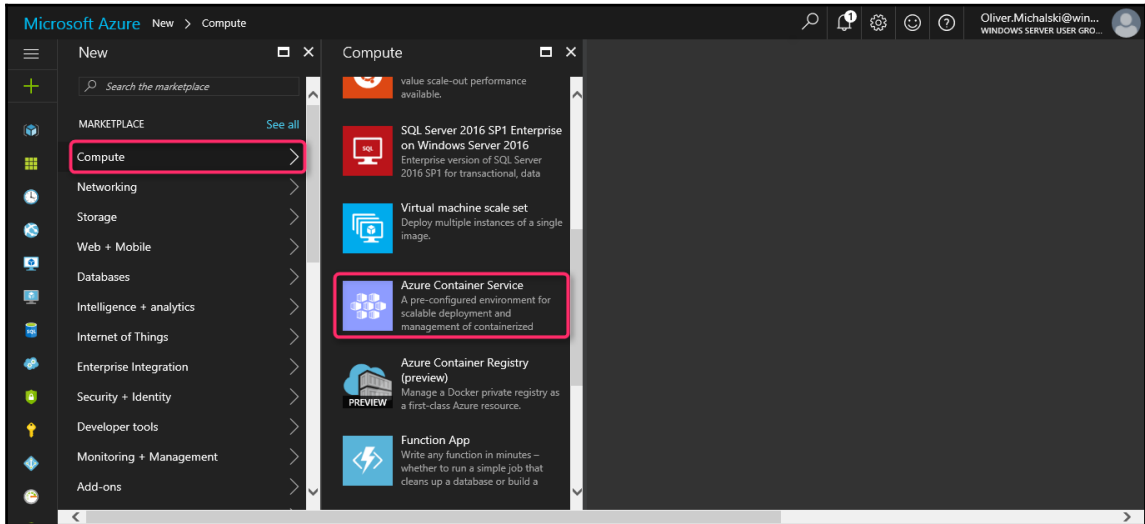 Microsoft Azure New > Compute
1
Oliver.Michalski@win...
WINDOWS SERVER USER GRO...
New
Search the marketplace
MARKETPLACE See all
Compute
Networking
Storage
Web + Mobile
Databases
Intelligence + analytics
Internet of Things
Enterprise Integration
Security + Identity
Developer tools
Monitoring + Management
Add-ons
SQL
Compute
value scale-out performance
available.
SQL
SQL Server 2016 SP1 Enterprise
on Windows Server 2016
Enterprise version of SQL Server
2016 SP1 for transactional, data
Virtual machine scale set
Deploy multiple instances of a single
image.
Azure Container Service
A pre-configured environment for
scalable deployment and
management of containerized
PREVIEW
Azure Container Registry
(preview)
Manage a Docker private registry as
a first-class Azure resource.
Function App
Write any function in minutes –
whether to run a simple job that
cleans up a database or build a